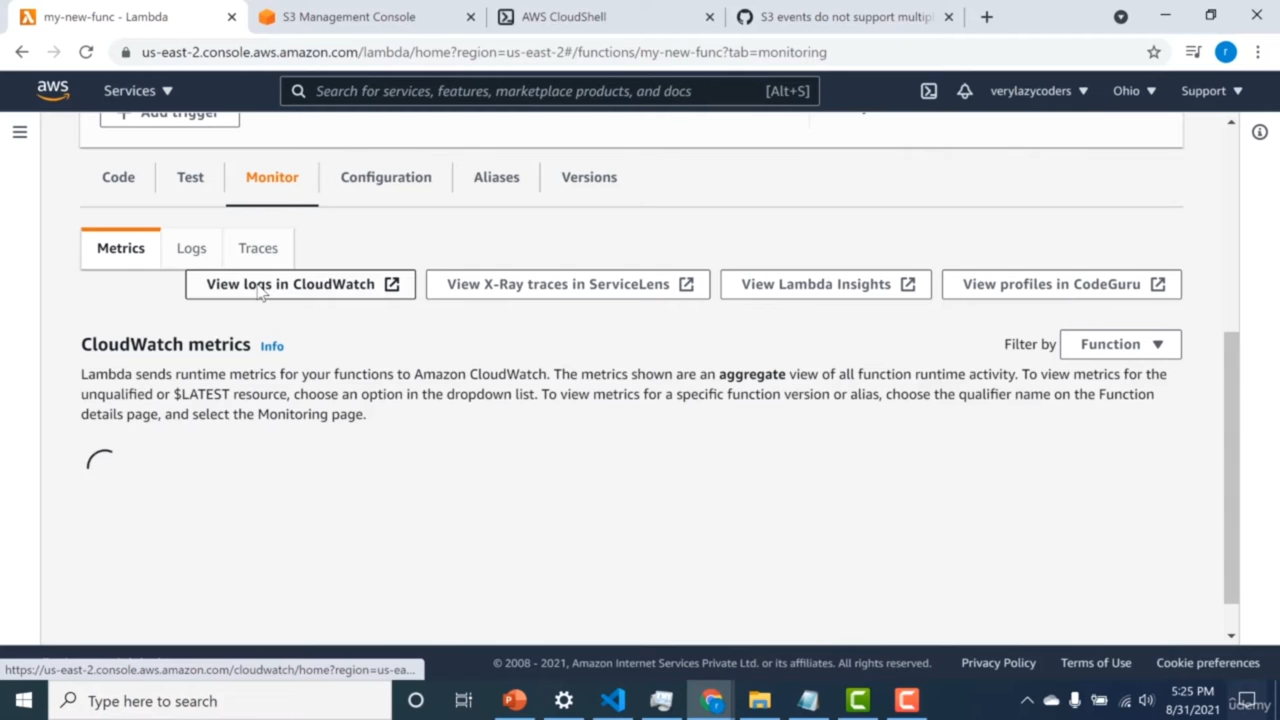 my-new-func - Lambda
S3 Management Console
AWS CloudShell
S3 events do not support multipl
us-east-2.console.aws.amazon.com/lambda/home?region=us-east-2#/functions/my-new-func?tab=monitoring
r
aws
Services
Search for services, features, marketplace products, and docs
[Alt+S]
verylazycoders
Ohio
Support
Add trigger
Code
Test
Monitor
Configuration
Aliases
Versions
Metrics
Logs
Traces
View logs in CloudWatch
View X-Ray traces in ServiceLens
View Lambda Insights
View profiles in CodeGuru
CloudWatch metrics Info
Filter by Function
Lambda sends runtime metrics for your functions to Amazon CloudWatch. The metrics shown are an aggregate view of all function runtime activity. To view metrics for the
unqualified or $LATEST resource, choose an option in the dropdown list. To view metrics for a specific function version or alias, choose the qualifier name on the Function
details page, and select the Monitoring page.
https://us-east-2.console.aws.amazon.com/cloudwatch/home?region=us-ea...
© 2008 - 2021, Amazon Internet Services Private Ltd. or its affiliates. All rights reserved.
Privacy Policy
Terms of Use
Cookie preferences
Type here to search
5:25 PM
8/31/2021
udemy